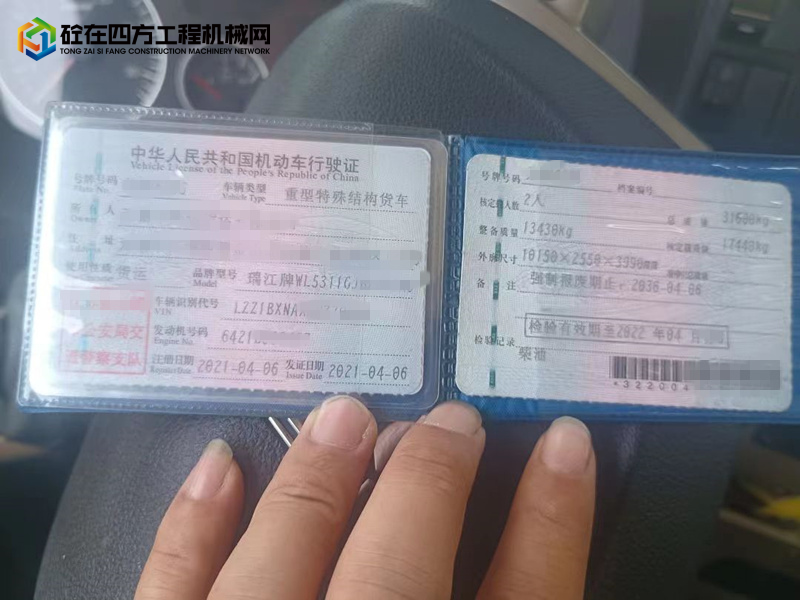 砼在四方工程机械网
TONG ZAI SI FANG CONSTRUCTION MACHINERY NETWORK
中华人民共和国机动车行驶证
Vehicle License of the People's Republic of China
号牌号码
Plate No.
车辆类型 重型特殊结构货车
Vehicle Type
所有人
Owner
住址
使用性质 货运
品牌型号 瑞江牌WL5311GJ
Model
车辆识别代号 LZZ1BXNA
VIN
发动机号码 6421
Engine No.
注册日期 2021-04-06 发证日期 2021-04-06
Register Date Issue Date
公安局交
通警察支队
号牌号码 档案编号
核定载人数 2人 总质量 31000kg
整备质量 13430kg 核定载质量 17440kg
外廓尺寸 10150×2550×3990
备注 强制报废期止:2036-04-06
检验有效期至2022年04月
检验记录
柴油
*322004